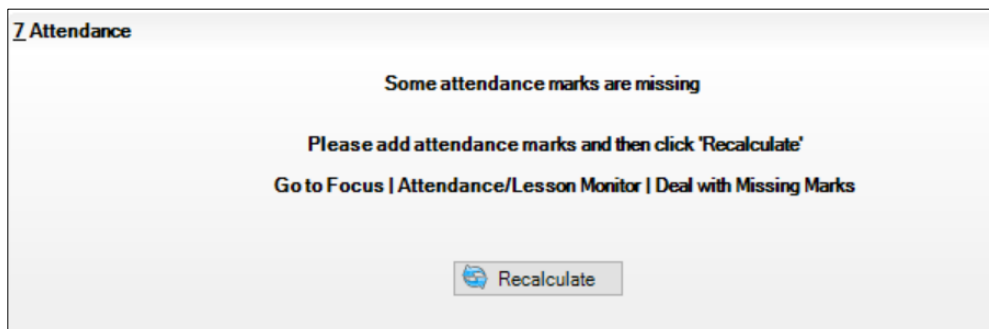 7 Attendance
Some attendance marks are missing
Please add attendance marks and then click 'Recalculate'
Go to Focus | Attendance/Lesson Monitor | Deal with Missing Marks
Recalculate